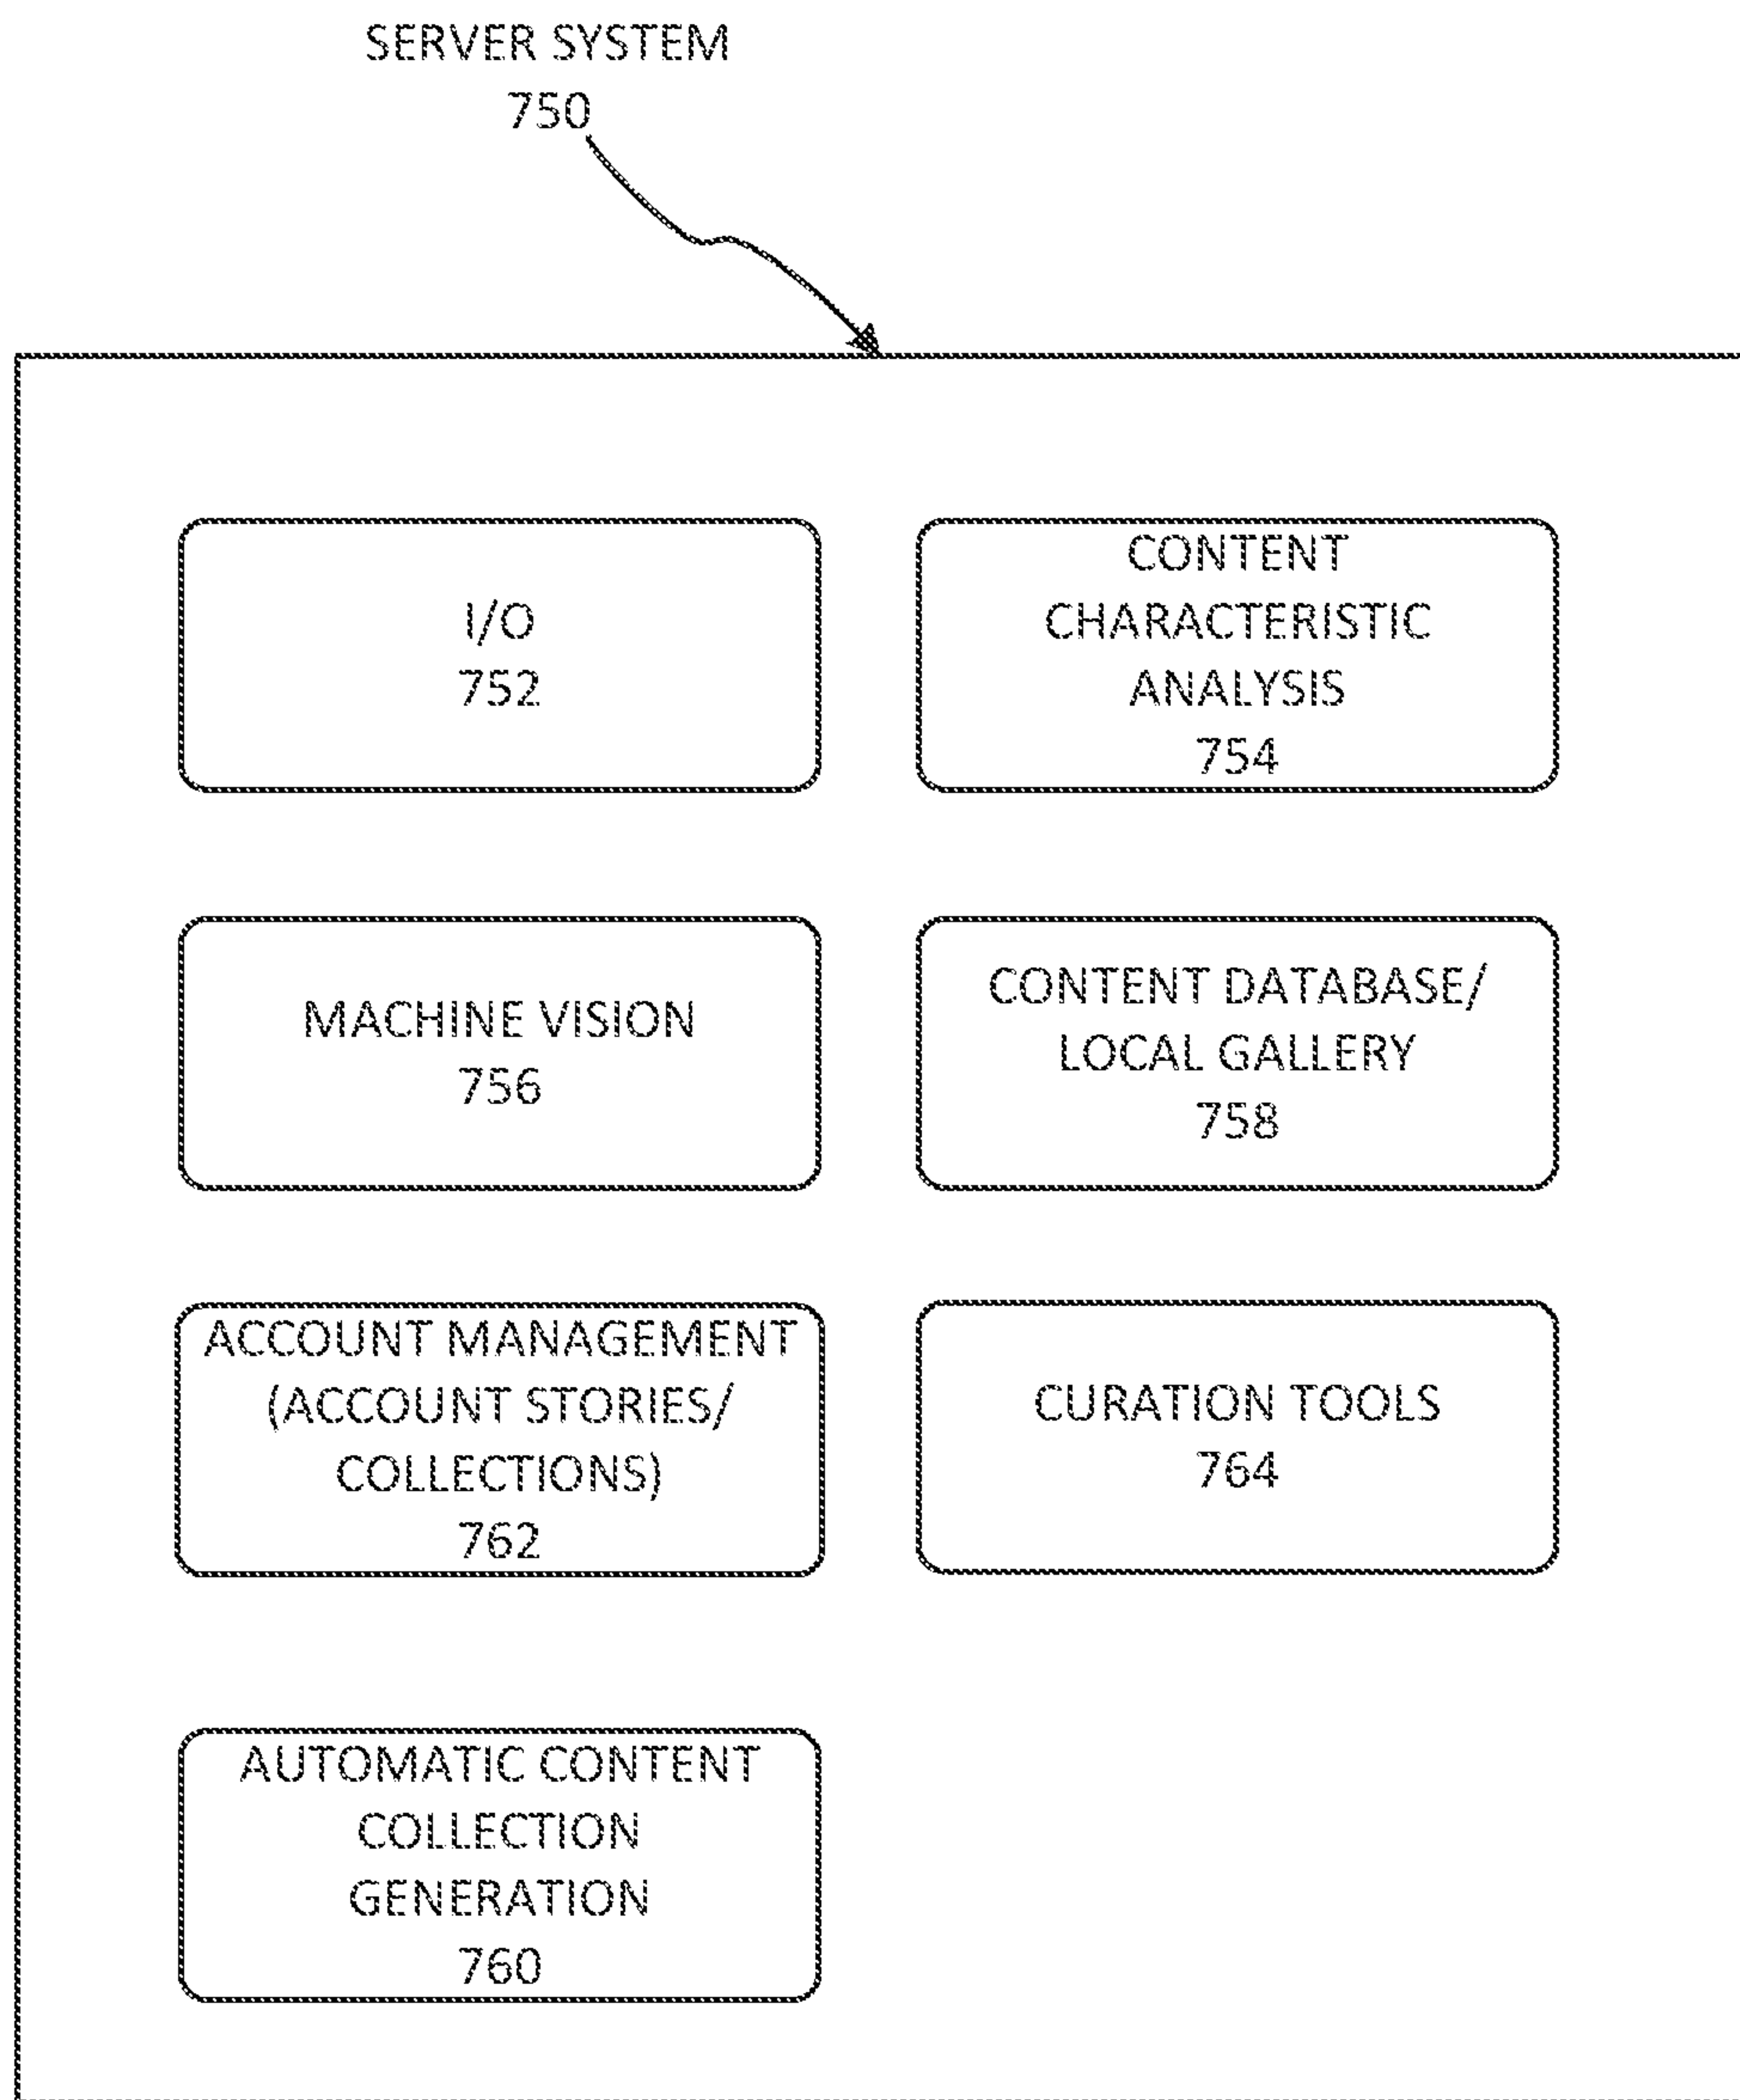 SERVER SYSTEM
750
I/O
752
CONTENT
CHARACTERISTIC
ANALYSIS
754
MACHINE VISION
756
CONTENT DATABASE/
LOCAL GALLERY
758
ACCOUNT MANAGEMENT
(ACCOUNT STORIES/
COLLECTIONS)
762
CURATION TOOLS
764
AUTOMATIC CONTENT
COLLECTION
GENERATION
760